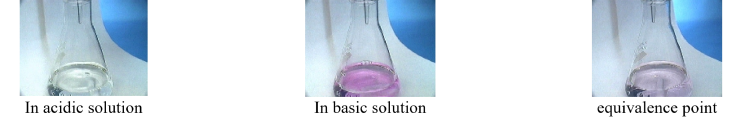 In acidic solution
In basic solution
equivalence point